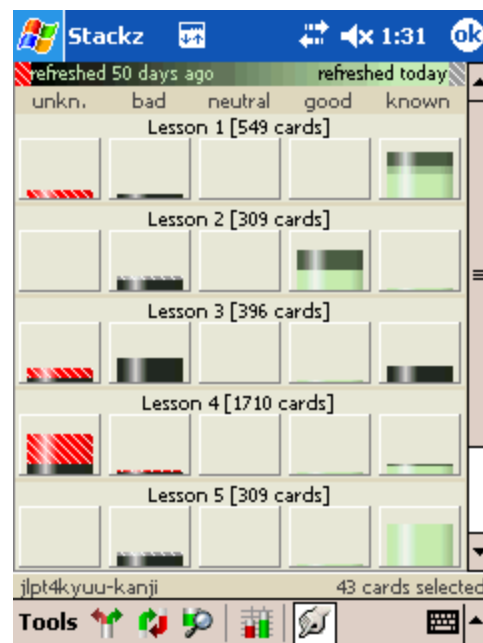 Stackz 1:31 ok
refreshed 50 days ago refreshed today
unkn. bad neutral good known
Lesson 1 [549 cards]
Lesson 2 [309 cards]
Lesson 3 [396 cards]
Lesson 4 [1710 cards]
Lesson 5 [309 cards]
jlpt4kyuu-kanji 43 cards selected
Tools